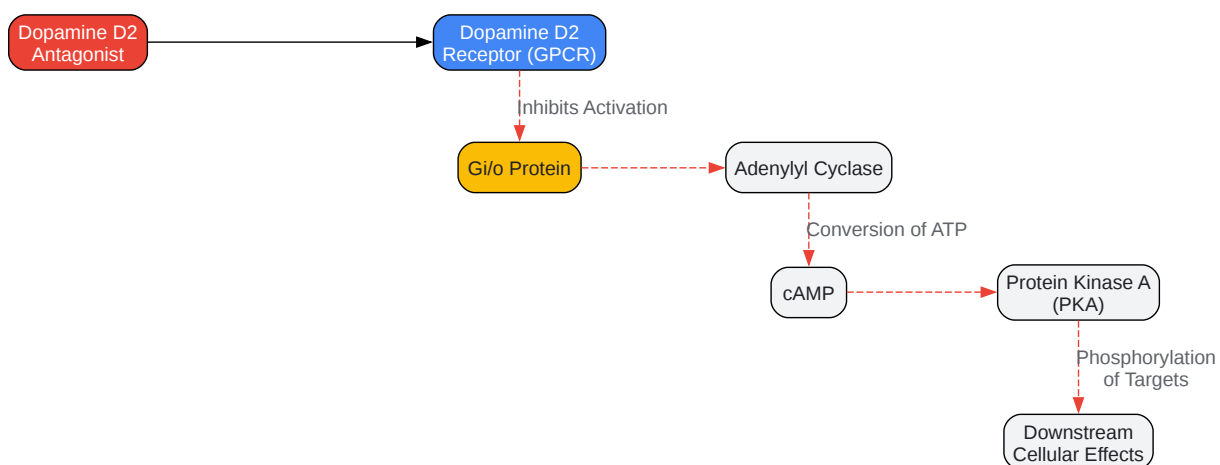 Dopamine D2
Antagonist
Dopamine D2
Receptor (GPCR)
Inhibits Activation
Gi/o Protein
Adenylyl Cyclase
Conversion of ATP
cAMP
Protein Kinase A
(PKA)
Phosphorylation
of Targets
Downstream
Cellular Effects